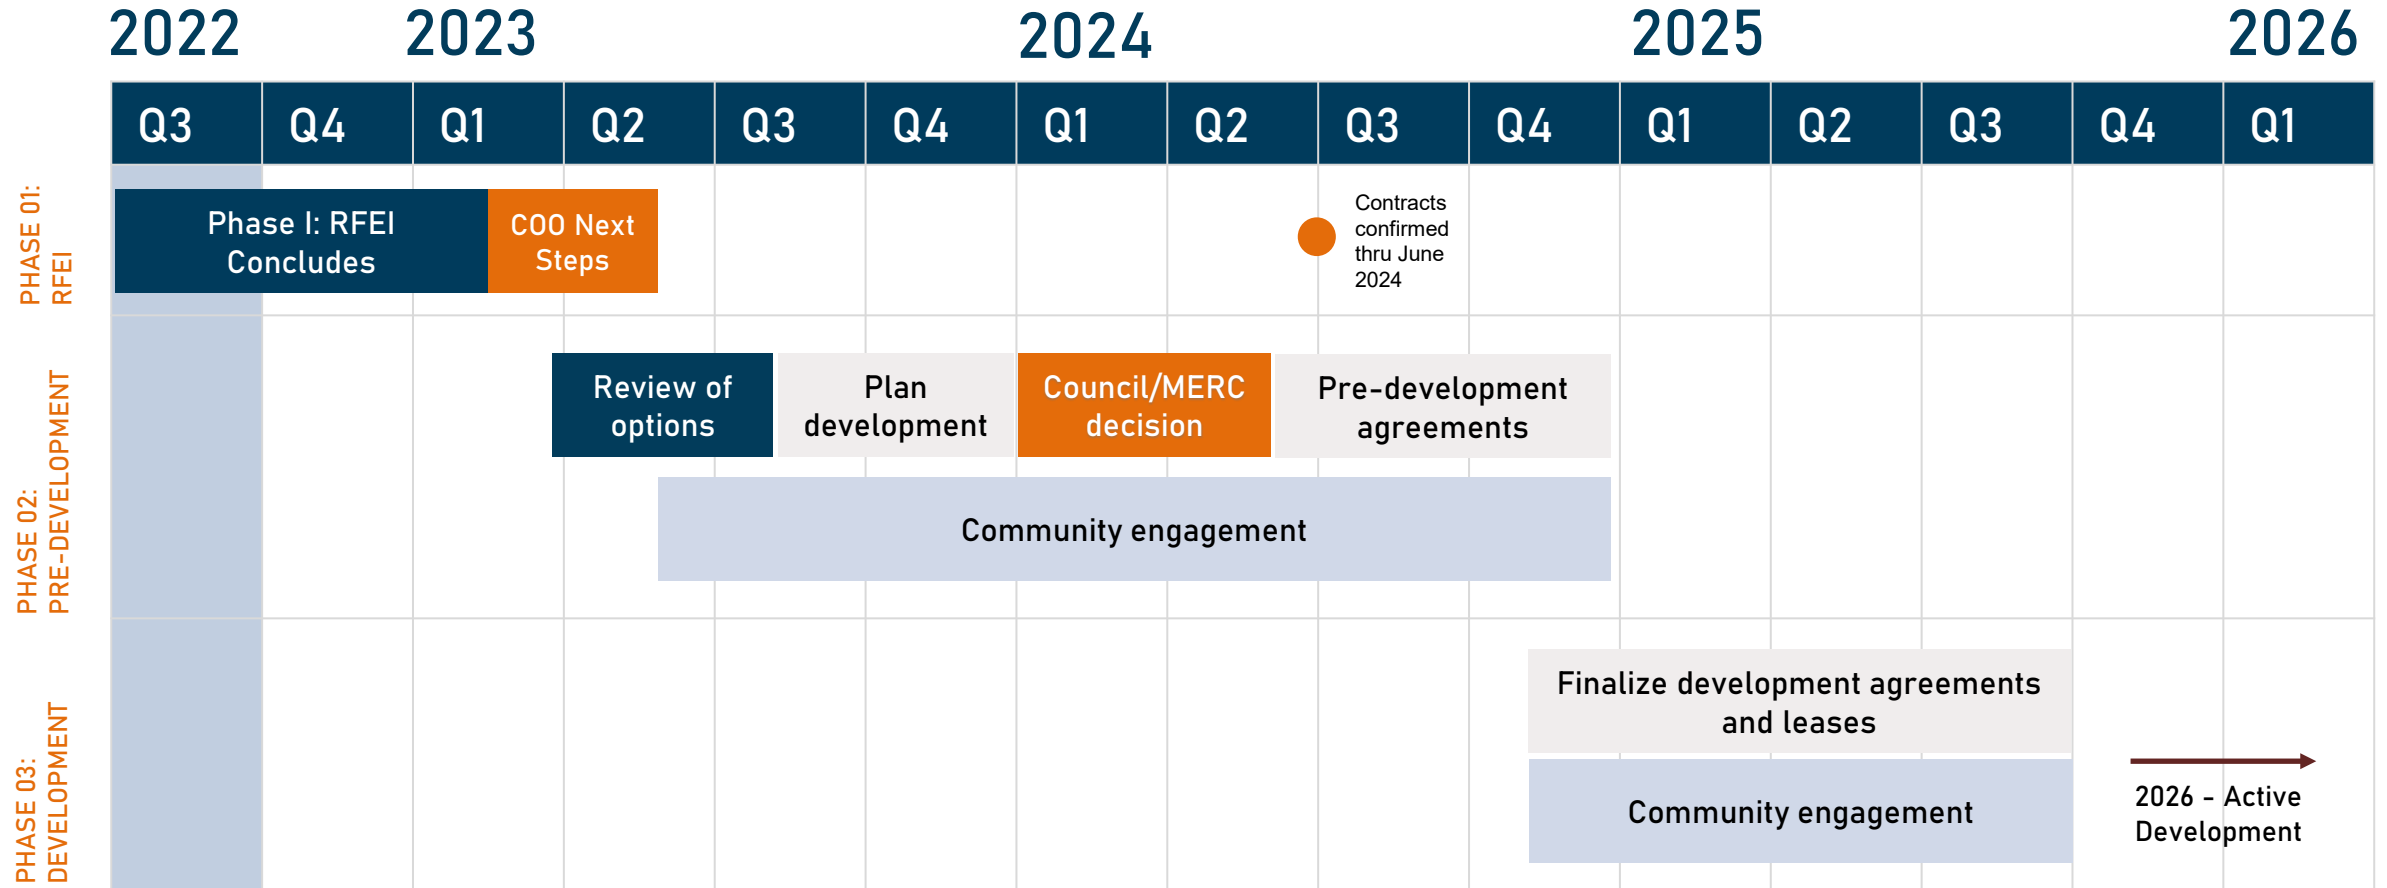 2022 2023 2024 2025 2026
Q3 Q4 Q1 Q2 Q3 Q4 Q1 Q2 Q3 Q4 Q1 Q2 Q3 Q4 Q1
PHASE 01:
RFEI
Phase I: RFEI
Concludes
COO Next
Steps
Contracts
confirmed
thru June
2024
PHASE 02:
PRE-DEVELOPMENT
Review of
options
Plan
development
Council/MERC
decision
Pre-development
agreements
Community engagement
PHASE 03:
DEVELOPMENT
Finalize development agreements
and leases
Community engagement
2026 - Active
Development